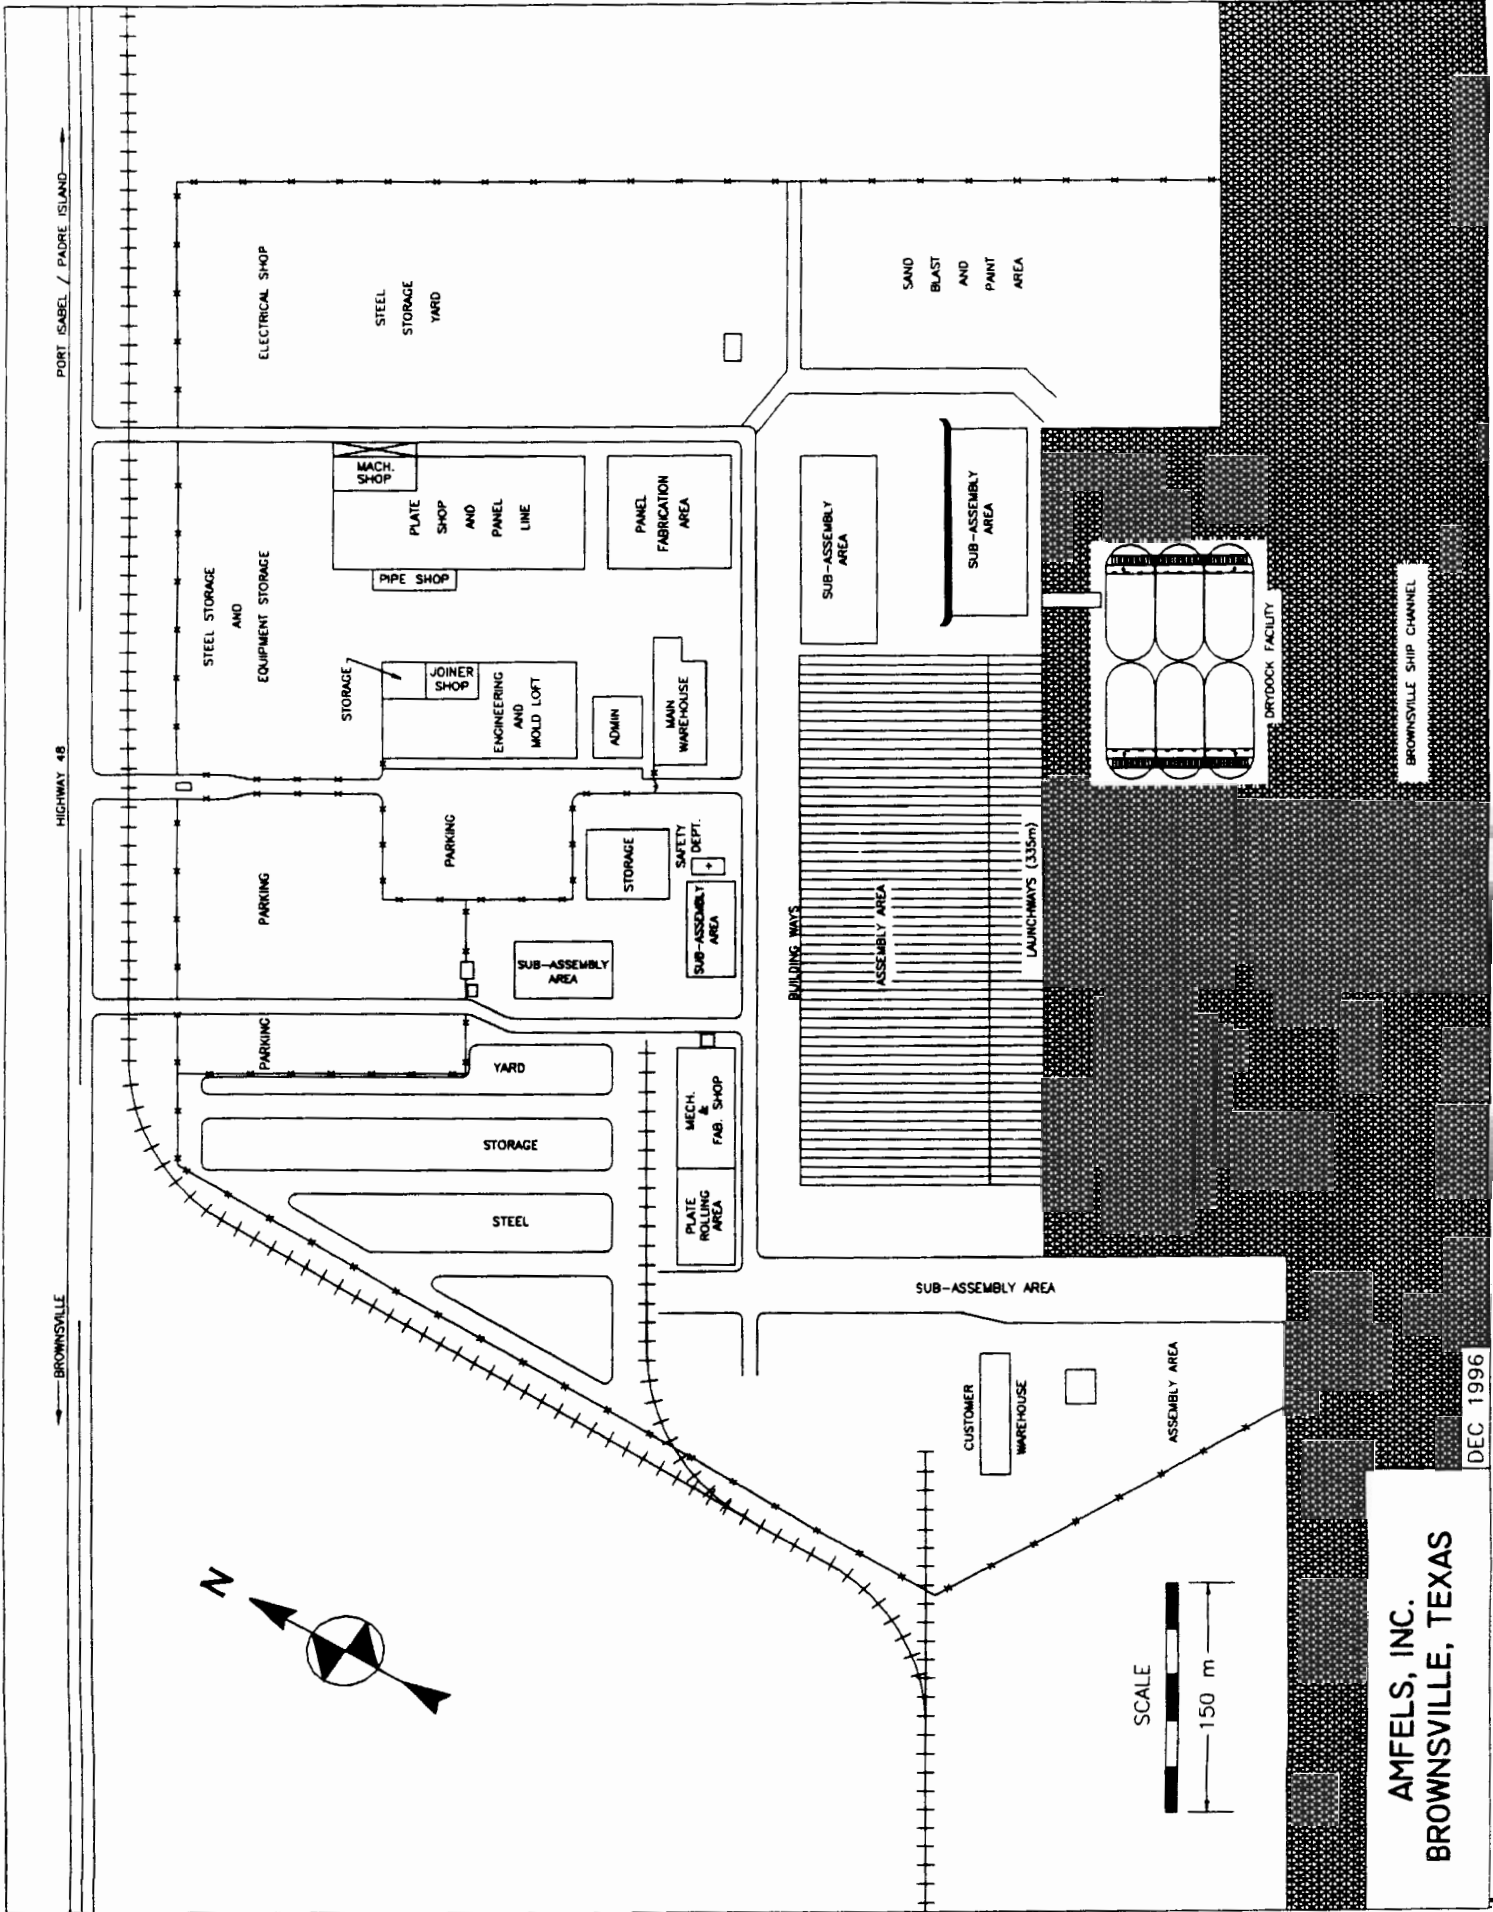 PORT ISABEL / PADRE ISLAND
HIGHWAY 48
BROWNSVILLE
ELECTRICAL SHOP
STEEL
STORAGE
YARD
SAND
BLAST
AND
PAINT
AREA
STEEL STORAGE
AND
EQUIPMENT STORAGE
MACH.
SHOP
PLATE
SHOP
AND
PANEL
LINE
PIPE SHOP
PANEL
FABRICATION
AREA
SUB-ASSEMBLY
AREA
SUB-ASSEMBLY
AREA
STORAGE
JOINER
SHOP
ENGINEERING
AND
MOLD LOFT
ADMIN
MAIN
WAREHOUSE
DRYDOCK FACILITY
BROWNSVILLE SHIP CHANNEL
PARKING
PARKING
PARKING
STORAGE
SAFETY
DEPT.
SUB-ASSEMBLY
AREA
SUB-ASSEMBLY
AREA
BUILDING WAYS
ASSEMBLY AREA
LAUNCHWAYS (335m)
YARD
STORAGE
STEEL
MECH.
&
FAB. SHOP
PLATE
ROLLING
AREA
SUB-ASSEMBLY AREA
CUSTOMER
WAREHOUSE
ASSEMBLY AREA
N
SCALE
150 m
DEC 1996
AMFELS, INC.
BROWNSVILLE, TEXAS